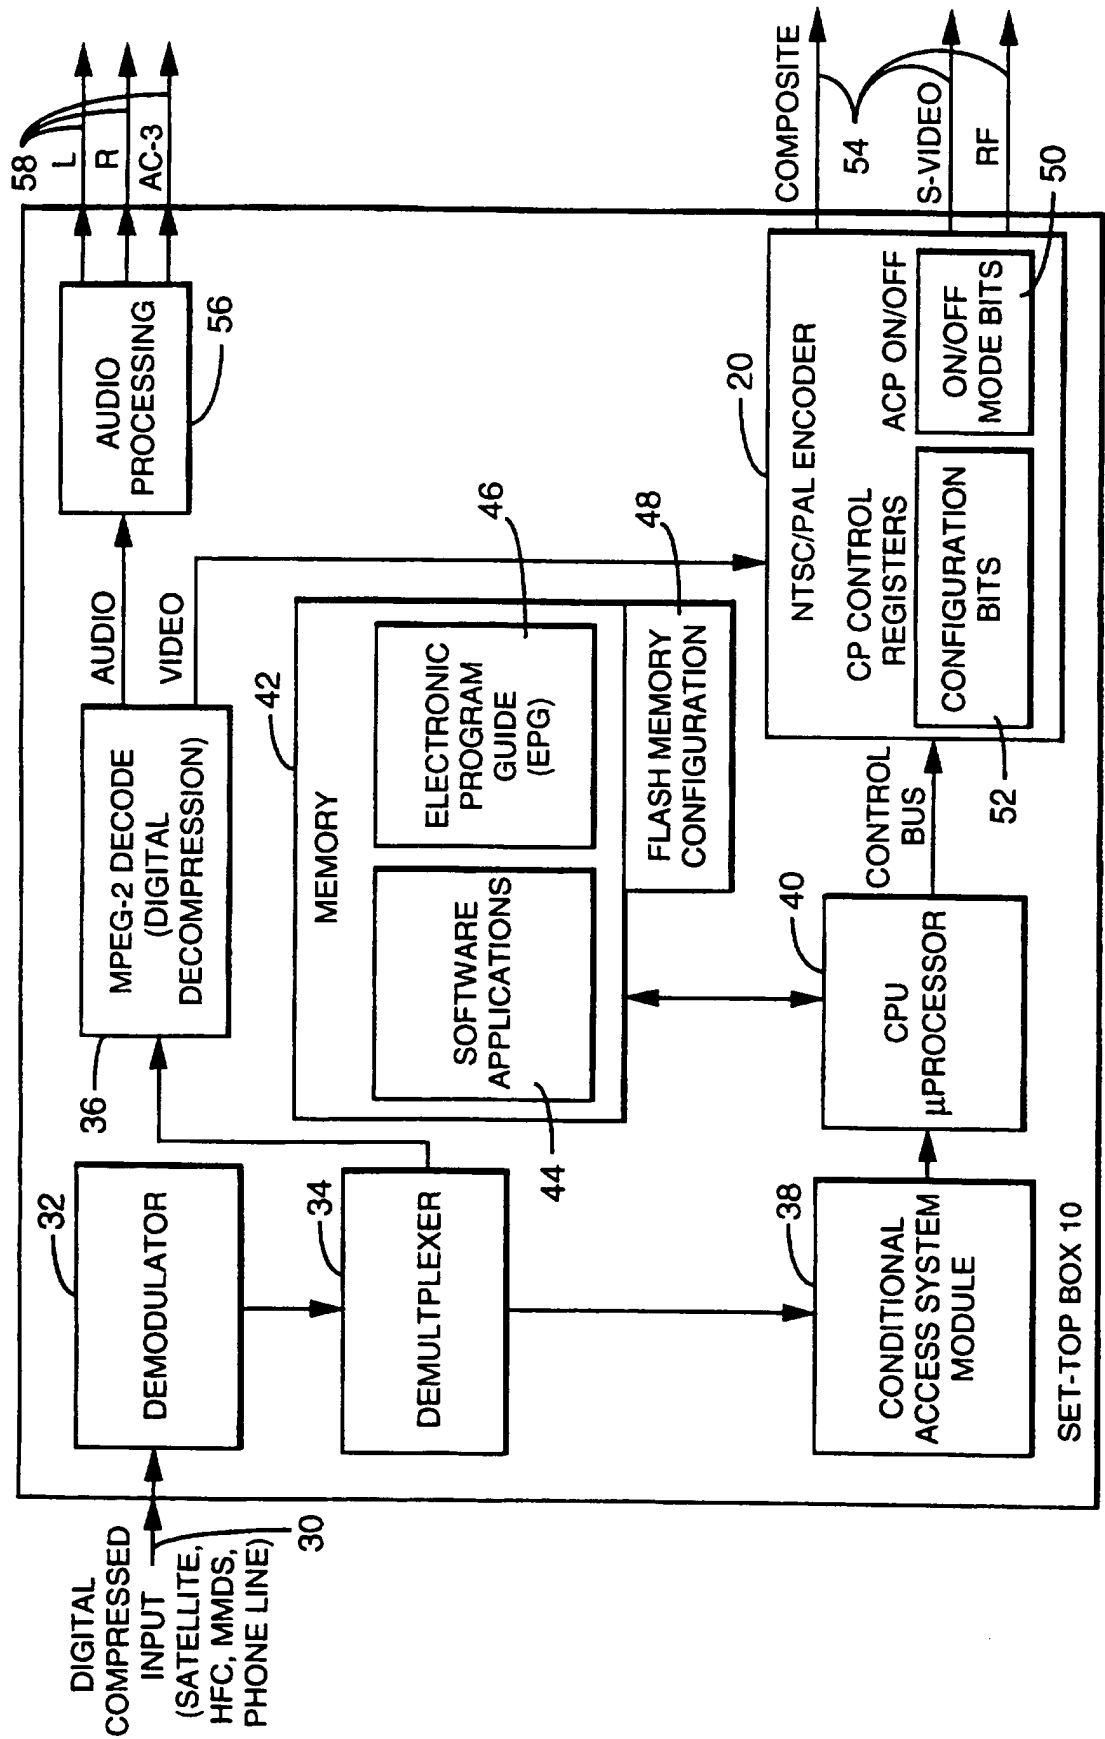 DIGITAL
COMPRESSED
INPUT
(SATELLITE,
HFC, MMDS,
PHONE LINE)
30
32
DEMODULATOR
34
DEMULTPLEXER
38
CONDITIONAL
ACCESS SYSTEM
MODULE
SET-TOP BOX 10
36
MPEG-2 DECODE
(DIGITAL
DECOMPRESSION)
AUDIO
VIDEO
42
MEMORY
SOFTWARE
APPLICATIONS
44
ELECTRONIC
PROGRAM
GUIDE
(EPG)
46
FLASH MEMORY
CONFIGURATION
48
40
CPU
μPROCESSOR
CONTROL
BUS
AUDIO
PROCESSING
56
58
L
R
AC-3
20
NTSC/PAL ENCODER
CP CONTROL
REGISTERS
ACP ON/OFF
CONFIGURATION
BITS
52
ON/OFF
MODE BITS
50
COMPOSITE
54
S-VIDEO
RF